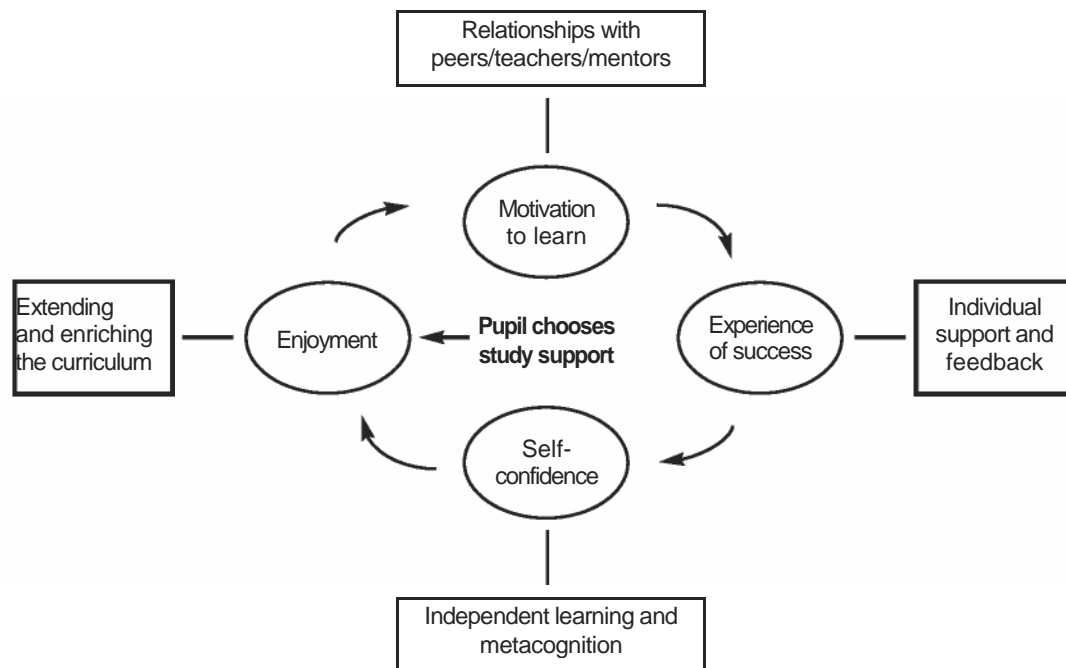 Relationships with
peers/teachers/mentors
Motivation
to learn
Extending
and enriching
the curriculum
Enjoyment
Pupil chooses
study support
Experience
of success
Individual
support and
feedback
Self-
confidence
Independent learning and
metacognition